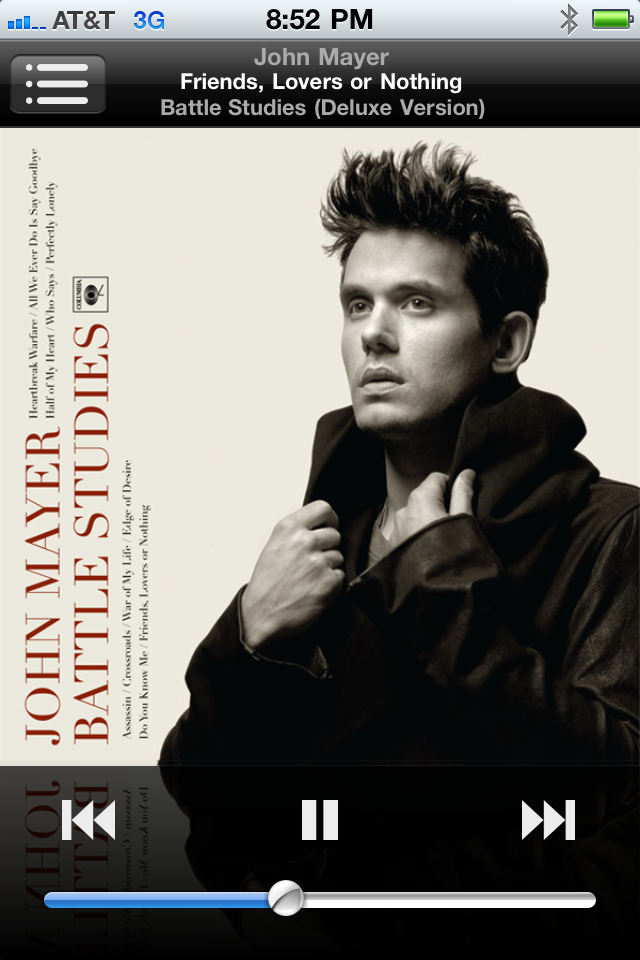 AT&T 3G 8:52 PM
John Mayer
Friends, Lovers or Nothing
Battle Studies (Deluxe Version)
Heartbreak Warfare / All We Ever Do Is Say Goodbye
Half of My Heart / Who Says / Perfectly Lonely
COLUMBIA
JOHN MAYER
BATTLE STUDIES
Assassin / Crossroads / War of My Life / Edge of Desire
Do You Know Me / Friends, Lovers or Nothing